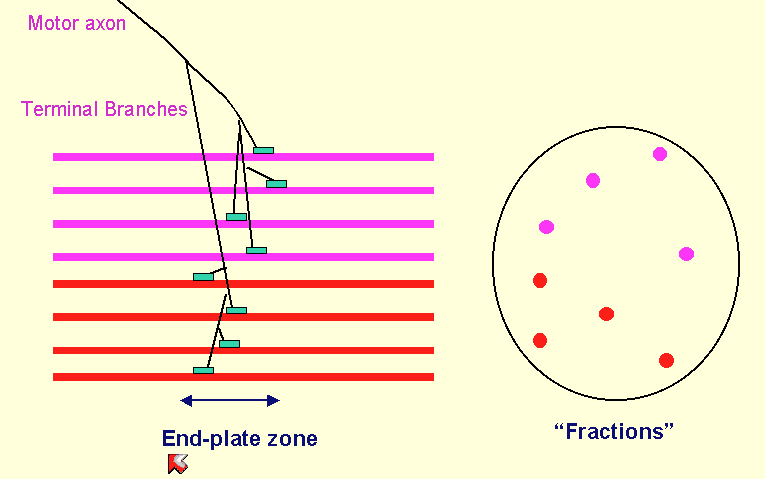 Motor axon
Terminal Branches
End-plate zone
“Fractions”